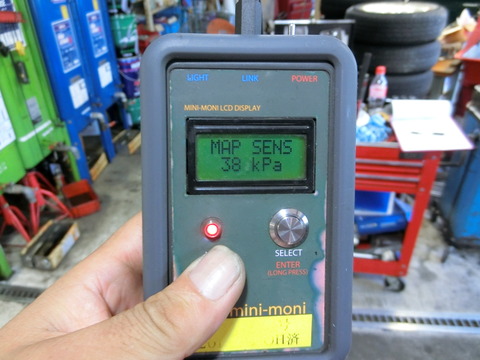 LIGHT LINK POWER
MINI-MONI LCD DISPLAY
MAP SENS
38 kPa
SELECT
ENTER
(LONG PRESS)
mini-moni